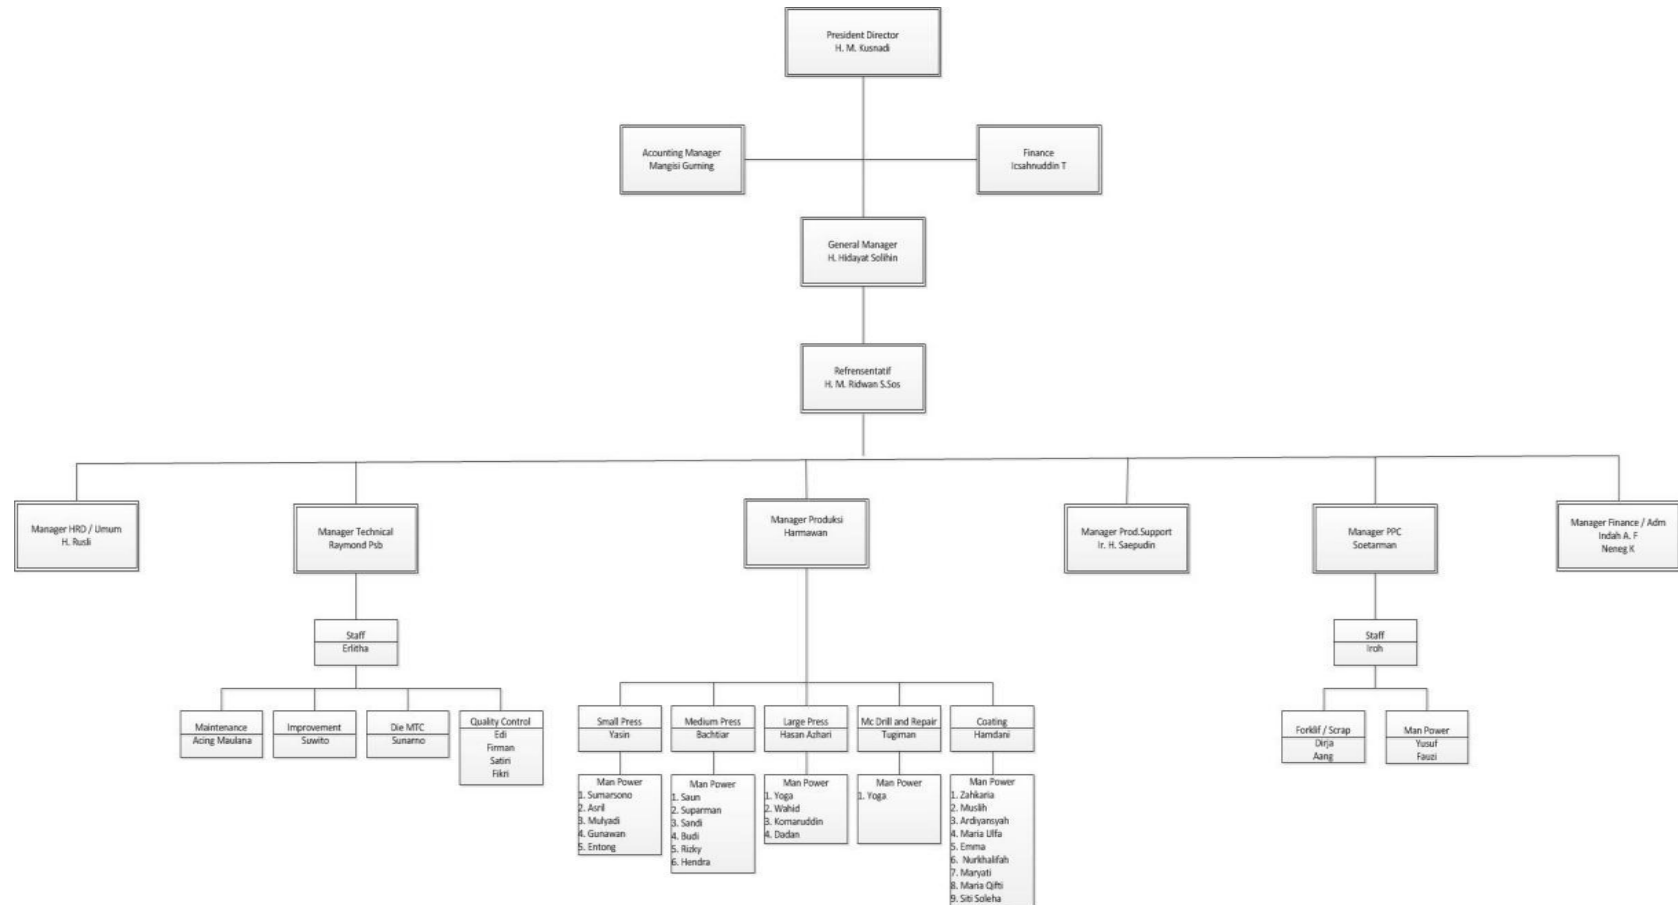 President Director
H. M. Kusnadi
Acounting Manager
Mangisi Gurning
Finance
Icsahnuddin T
General Manager
H. Hidayat Solihin
Refrensentatif
H. M. Ridwan S.Sos
Manager HRD / Umum
H. Rusli
Manager Technical
Raymond Psb
Manager Produksi
Harmawan
Manager Prod.Support
Ir. H. Saepudin
Manager PPC
Soetarman
Manager Finance / Adm
Indah A. F
Neneg K
Staff
Erlitha
Staff
Iroh
Maintenance
Acing Maulana
Improvement
Suwito
Die MTC
Sunarno
Quality Control
Edi
Firman
Satiri
Fikri
Small Press
Yasin
Medium Press
Bachtiar
Large Press
Hasan Azhari
Mc Drill and Repair
Tugiman
Coating
Hamdani
Forklif / Scrap
Dirja
Aang
Man Power
Yusuf
Fauzi
Man Power
1. Sumarsono
2. Asril
3. Mulyadi
4. Gunawan
5. Entong
Man Power
1. Saun
2. Suparman
3. Sandi
4. Budi
5. Rizky
6. Hendra
Man Power
1. Yoga
2. Wahid
3. Komaruddin
4. Dadan
Man Power
1. Yoga
Man Power
1. Zahkaria
2. Muslih
3. Ardiyansyah
4. Maria Ulfa
5. Emma
6. Nurkhalifah
7. Maryati
8. Maria Qifti
9. Siti Soleha